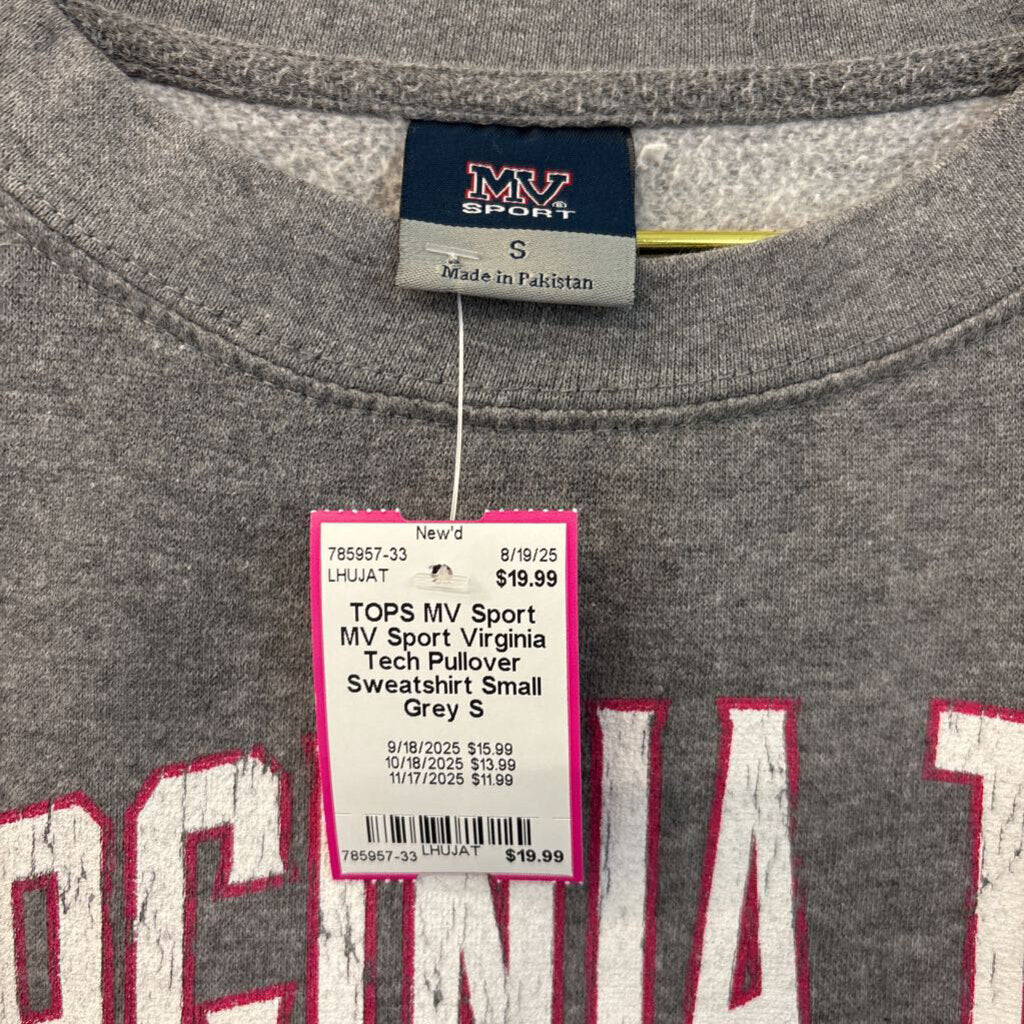 MV
SPORT
S
Made in Pakistan
New'd
785957-33 8/19/25
LHUJAT $19.99
TOPS MV Sport
MV Sport Virginia
Tech Pullover
Sweatshirt Small
Grey S
9/18/2025 $15.99
10/18/2025 $13.99
11/17/2025 $11.99
785957-33 LHUJAT $19.99
RGINIA T